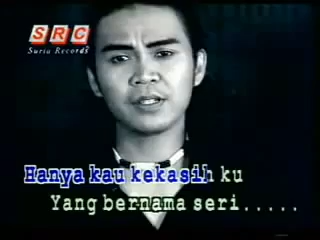 SRC
Suria Records
Hanya kau kekasih ku
Yang bernama seri.....